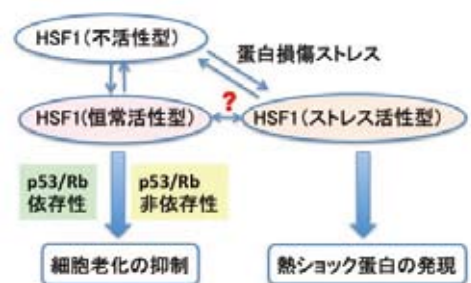 HSF1(不活性型)
蛋白損傷ストレス
?
HSF1(恒常活性型)
HSF1(ストレス活性型)
p53/Rb
依存性
p53/Rb
非依存性
細胞老化の抑制
熱ショック蛋白の発現